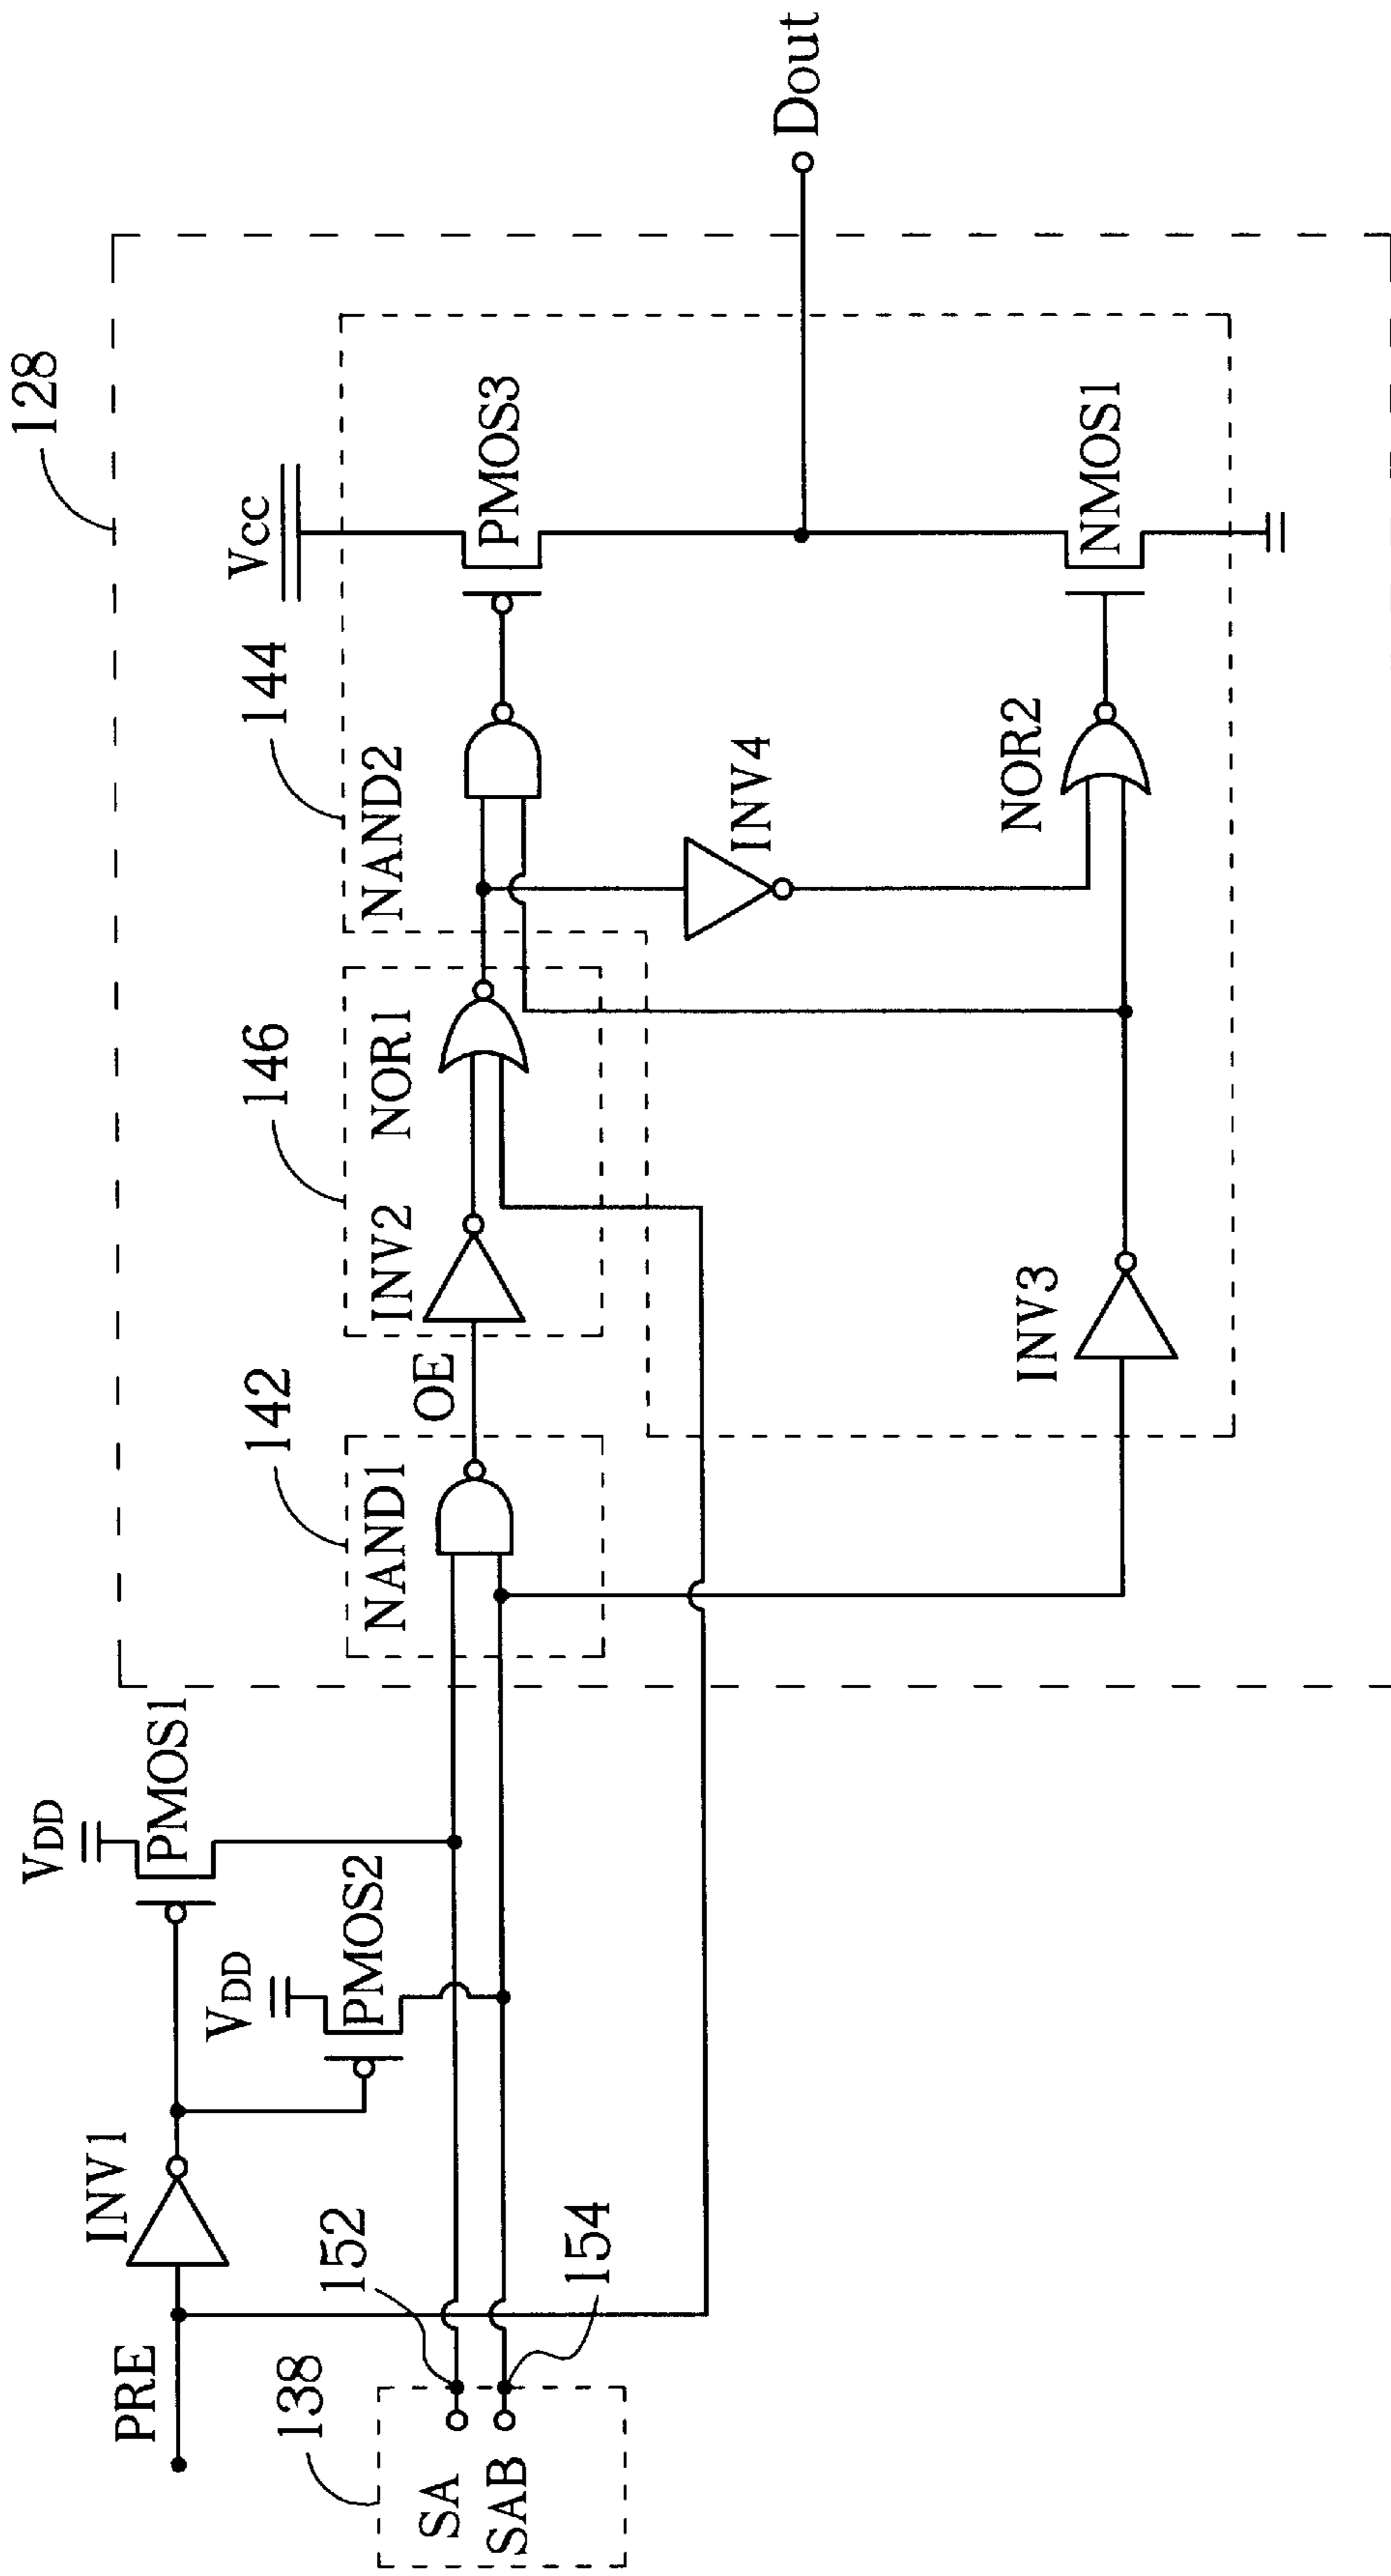 128
VCC
144
PMOS3
Dout
NAND2
INV4
NOR2
NMOS1
146
NOR1
INV2
INV3
142
OE
NAND1
VDD
PMOS1
VDD
PMOS2
INV1
PRE
152
154
138
SA
SAB